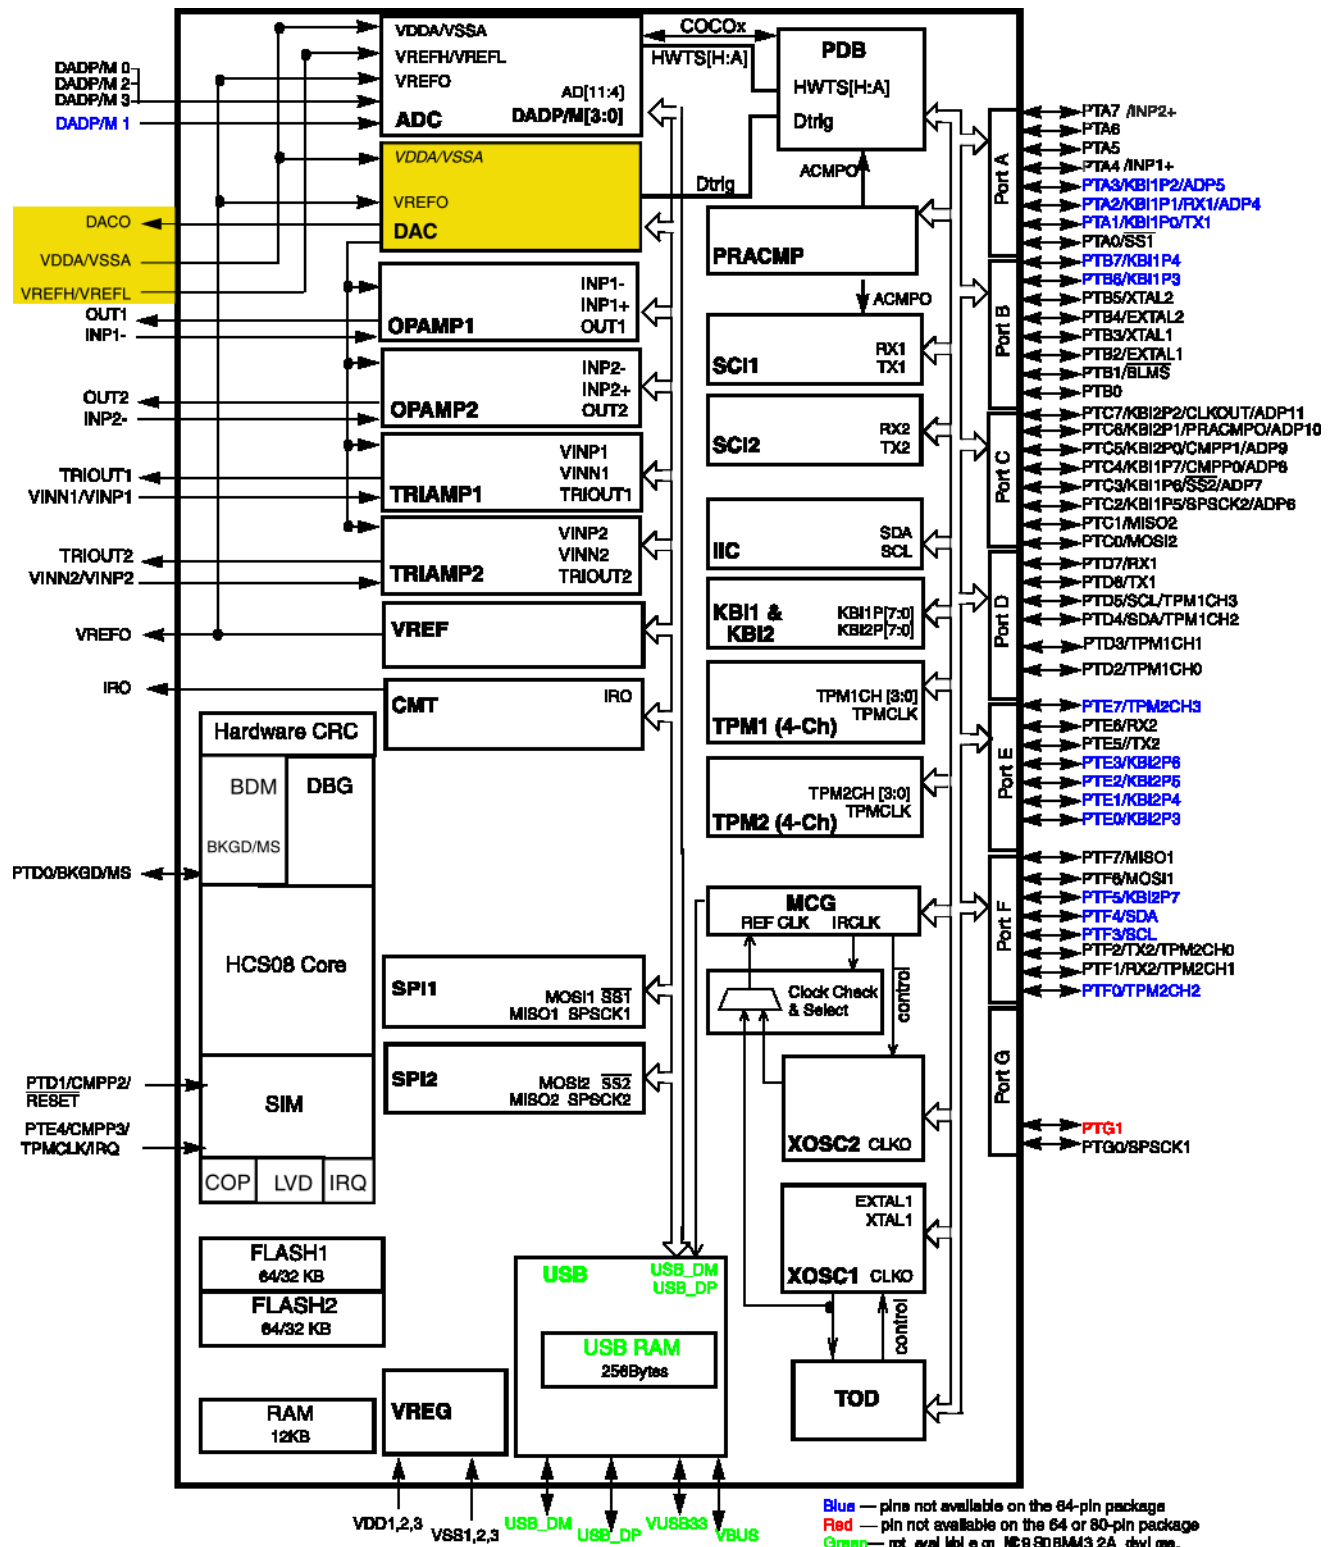 VDDA/VSSA
VREFH/VREFL
VREFO
AD[11:4]
ADC DADP/M[3:0]
DADP/M 0
DADP/M 2
DADP/M 3
DADP/M 1
COCOx
HWTS[H:A]
PDB
HWTS[H:A]
Dtrig
VDDA/VSSA
VREFO
DAC
Dtrig
ACMPO
DACO
VDDA/VSSA
VREFH/VREFL
PRACMP
ACMPO
OUT1
INP1-
INP1-
INP1+
OPAMP1 OUT1
SCI1
RX1
TX1
OUT2
INP2-
INP2-
INP2+
OPAMP2 OUT2
SCI2
RX2
TX2
TRIOUT1
VINN1/VINP1
VINP1
VINN1
TRIAMP1 TRIOUT1
IIC
SDA
SCL
TRIOUT2
VINN2/VINP2
VINP2
VINN2
TRIAMP2 TRIOUT2
KBI1 &
KBI2
KBI1P[7:0]
KBI2P[7:0]
VREFO
VREF
IRO
CMT
IRO
TPM1CH [3:0]
TPMCLK
TPM1 (4-Ch)
TPM2CH [3:0]
TPMCLK
TPM2 (4-Ch)
Hardware CRC
BDM
DBG
BKGD/MS
PTD0/BKGD/MS
HCS08 Core
MCG
REF CLK IRCLK
Clock Check
& Select
control
SPI1
MOSI1 SS1
MISO1 SPSCK1
SPI2
MOSI2 SS2
MISO2 SPSCK2
PTD1/CMPP2/
RESET
PTE4/CMPP3/
TPMCLK/IRQ
SIM
COP LVD IRQ
XOSC2 CLKO
EXTAL1
XTAL1
XOSC1 CLKO
control
TOD
FLASH1
64/32 KB
FLASH2
64/32 KB
RAM
12KB
VREG
USB
USB_DM
USB_DP
USB RAM
256Bytes
VDD1,2,3
VSS1,2,3
USB_DM
USB_DP
VUSB33
VBUS
Port A
PTA7 /INP2+
PTA6
PTA5
PTA4 /INP1+
PTA3/KBI1P2/ADP5
PTA2/KBI1P1/RX1/ADP4
PTA1/KBI1P0/TX1
PTA0/SS1
Port B
PTB7/KBI1P4
PTB6/KBI1P3
PTB5/XTAL2
PTB4/EXTAL2
PTB3/XTAL1
PTB2/EXTAL1
PTB1/BLMS
PTB0
Port C
PTC7/KBI2P2/CLKOUT/ADP11
PTC6/KBI2P1/PRACMPO/ADP10
PTC5/KBI2P0/CMPP1/ADP9
PTC4/KBI1P7/CMPP0/ADP8
PTC3/KBI1P6/SS2/ADP7
PTC2/KBI1P5/SPSCK2/ADP6
PTC1/MISO2
PTC0/MOSI2
Port D
PTD7/RX1
PTD6/TX1
PTD5/SCL/TPM1CH3
PTD4/SDA/TPM1CH2
PTD3/TPM1CH1
PTD2/TPM1CH0
Port E
PTE7/TPM2CH3
PTE6/RX2
PTE5//TX2
PTE3/KBI2P6
PTE2/KBI2P5
PTE1/KBI2P4
PTE0/KBI2P3
Port F
PTF7/MISO1
PTF6/MOSI1
PTF5/KBI2P7
PTF4/SDA
PTF3/SCL
PTF2/TX2/TPM2CH0
PTF1/RX2/TPM2CH1
PTF0/TPM2CH2
Port G
PTG1
PTG0/SPSCK1
Blue — pins not available on the 64-pin package
Red — pin not available on the 64 or 80-pin package
Green — not available on